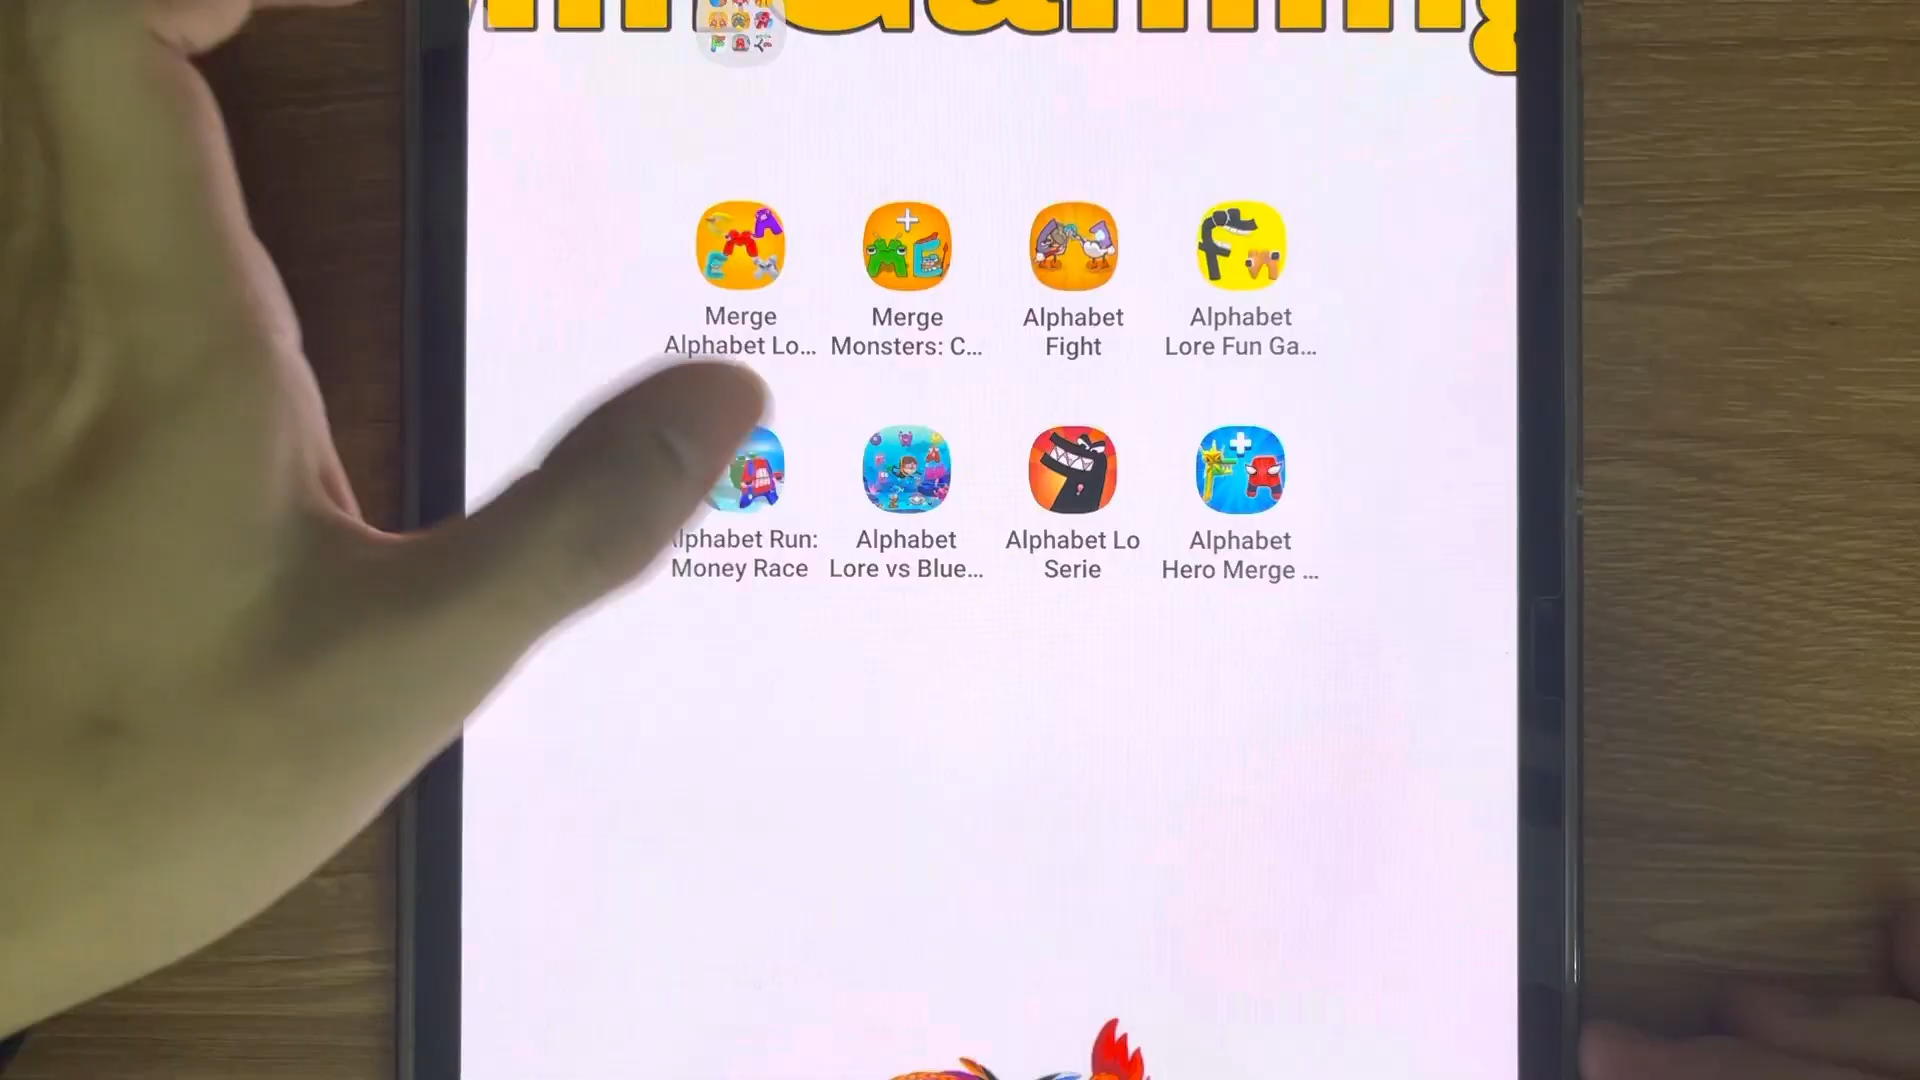 Gaming
Merge
Alphabet Lo...
Merge
Monsters: C...
Alphabet
Fight
Alphabet
Lore Fun Ga...
lphabet Run:
Money Race
Alphabet
Lore vs Blue...
Alphabet Lo
Serie
Alphabet
Hero Merge ...